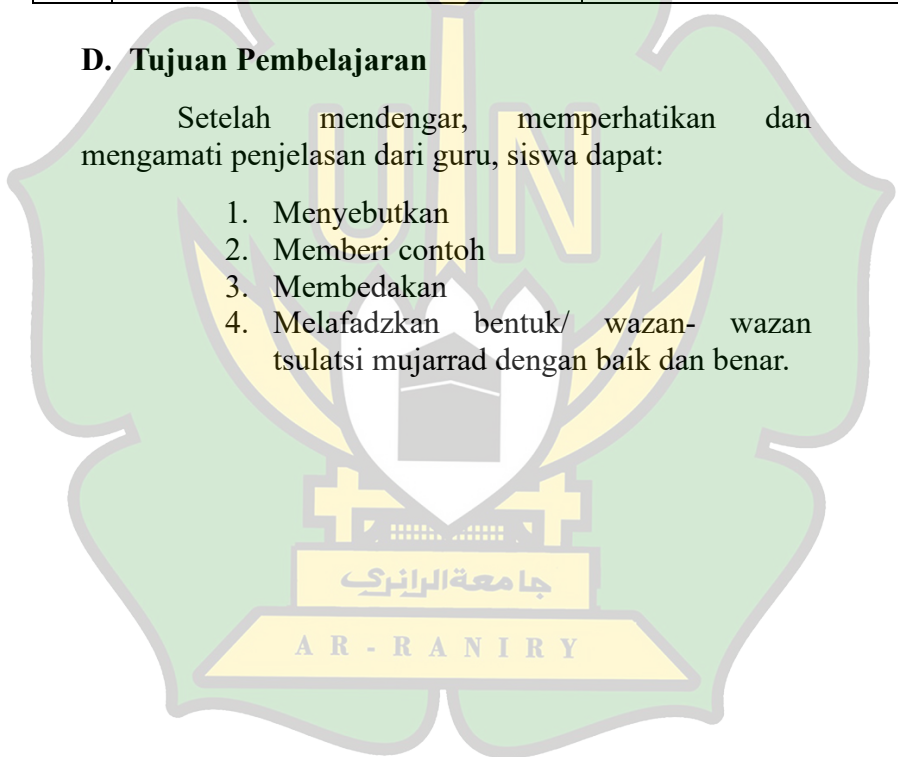 D. Tujuan Pembelajaran
Setelah mendengar, memperhatikan dan
mengamati penjelasan dari guru, siswa dapat:
1. Menyebutkan
2. Memberi contoh
3. Membedakan
4. Melafadzkan bentuk/ wazan- wazan
tsulatsi mujarrad dengan baik dan benar.
UIN
جامعة الرانري
AR-RANIRY